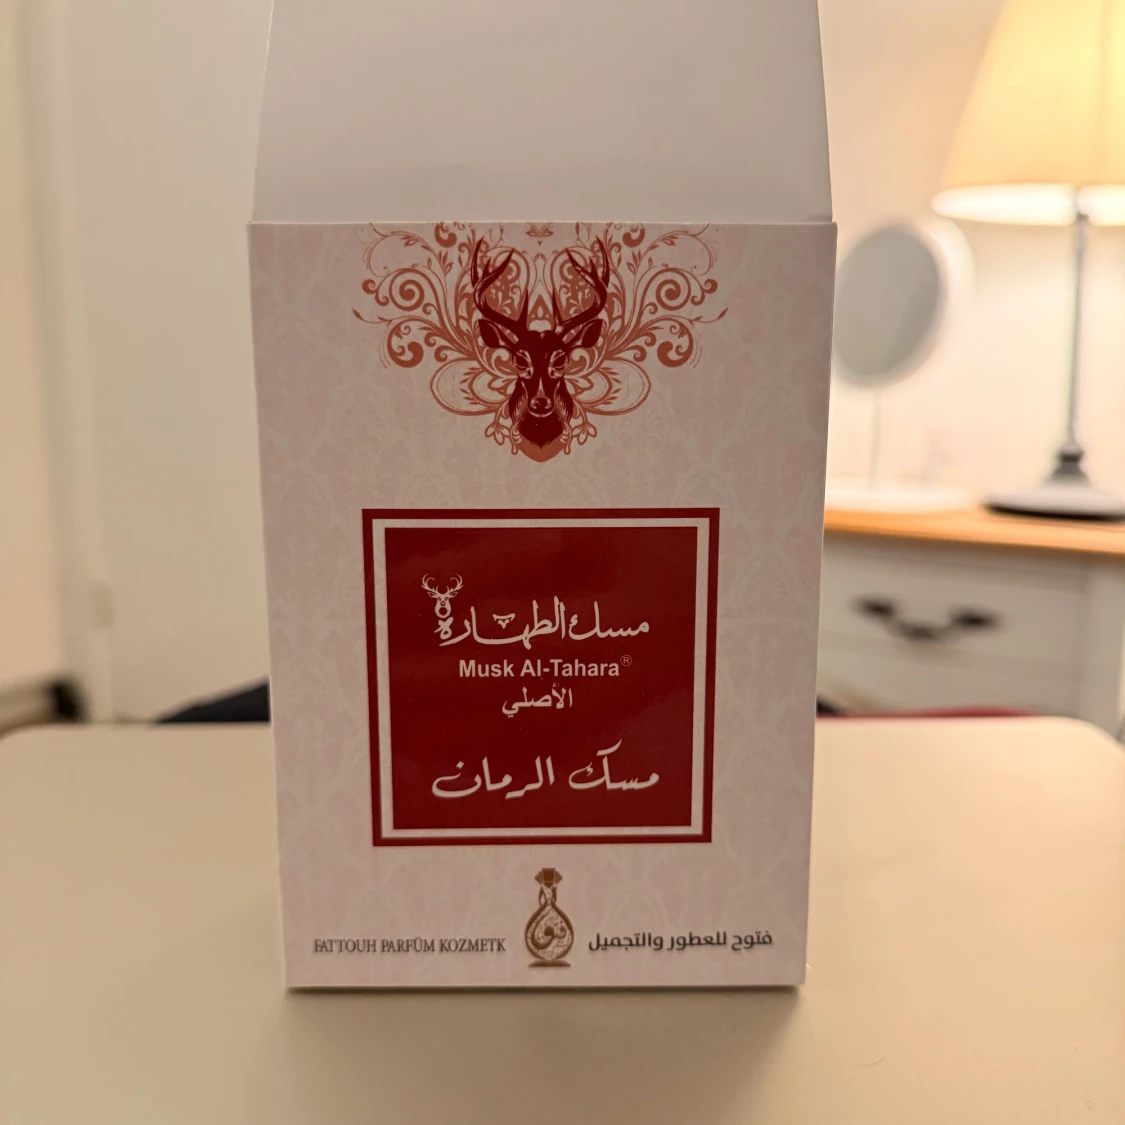 مسك الطهارة
Musk Al-Tahara®
الأصلي
مسك الرمان
FATTOUH PARFÜM KOZMETK فتوح للعطور والتجميل